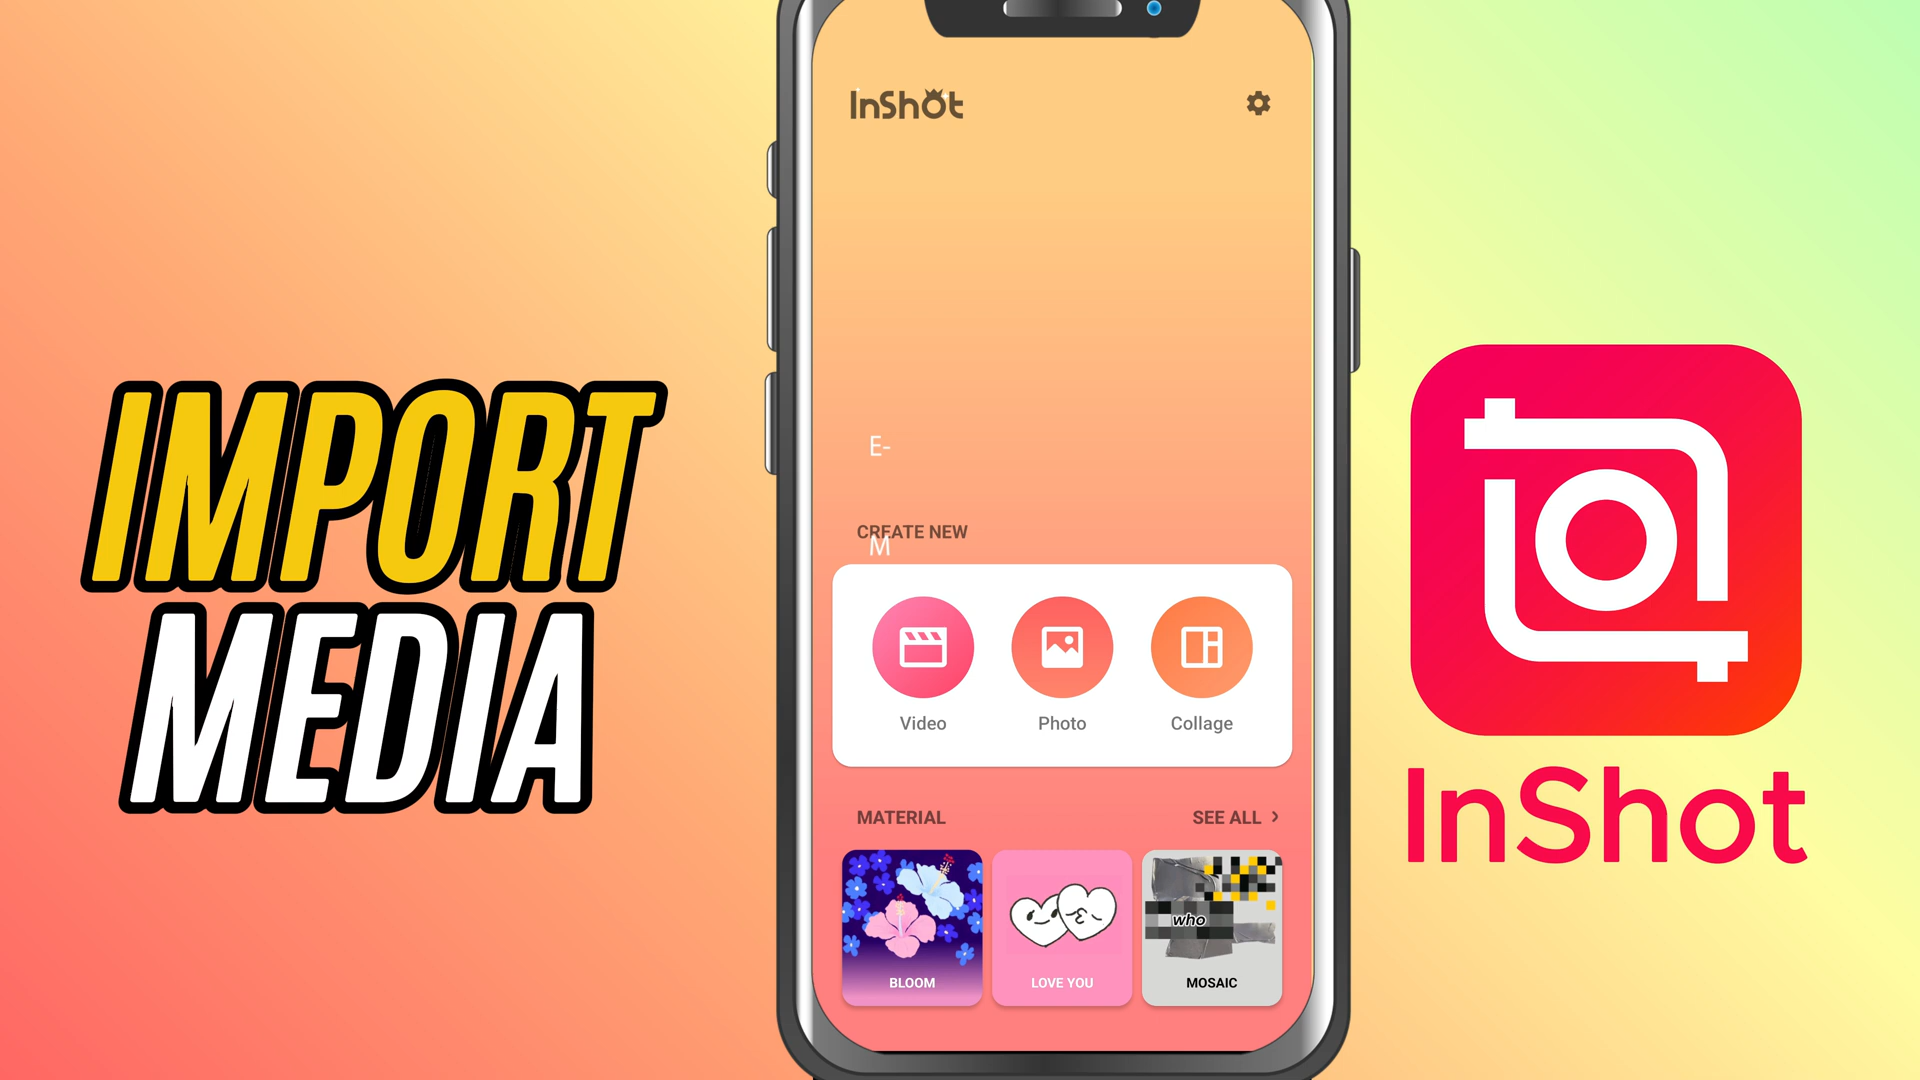 IMPORT
MEDIA
InShot
E-
CREATE NEW
M
Video
Photo
Collage
MATERIAL
SEE ALL >
who
BLOOM
LOVE YOU
MOSAIC
InShot